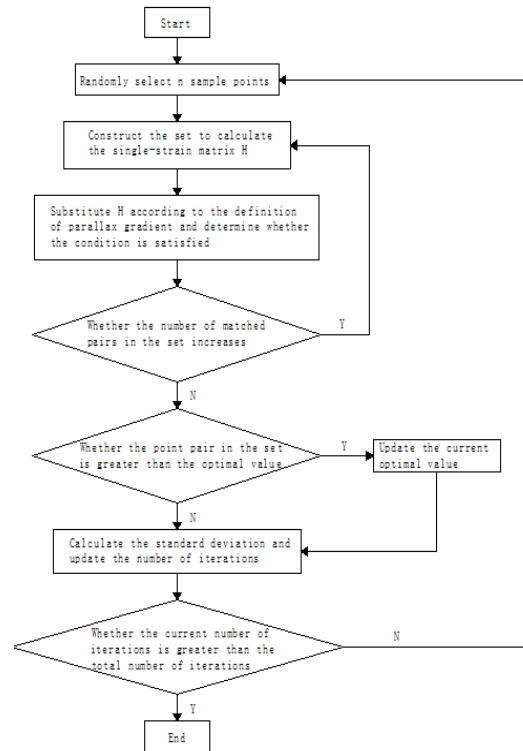 Start
Randomly select n sample points
Construct the set to calculate
the single-strain matrix H
Substitute H according to the definition
of parallax gradient and determine whether
the condition is satisfied
Whether the number of matched
pairs in the set increases
Y
N
Whether the point pair in the set
is greater than the optimal value
Y
Update the current
optimal value
N
Calculate the standard deviation and
update the number of iterations
Whether the current number of
iterations is greater than the
total number of iterations
N
Y
End